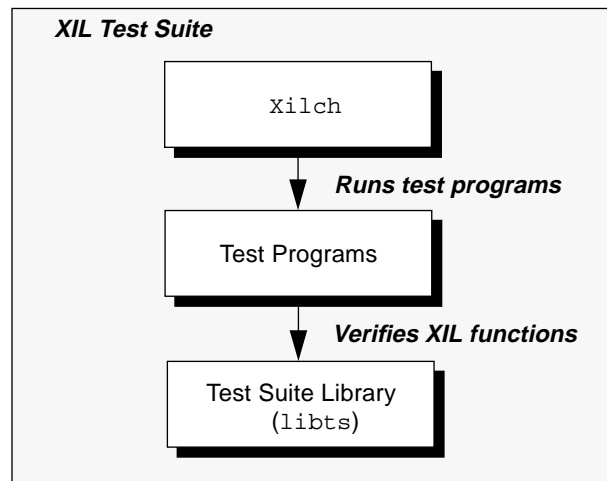 XIL Test Suite
Xilch
Runs test programs
Test Programs
Verifies XIL functions
Test Suite Library
(libts)